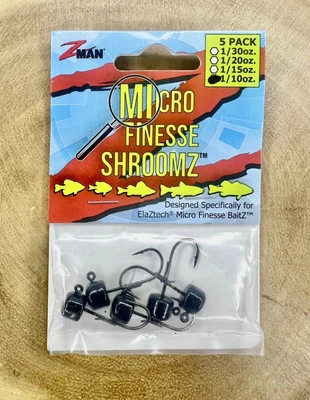 ZMAN®
5 PACK
1/30oz.
1/20oz.
1/15oz.
1/10oz.
MICRO
FINESSE
SHROOMZ™
Designed Specifically for
ElaZtech® Micro Finesse BaitZ™